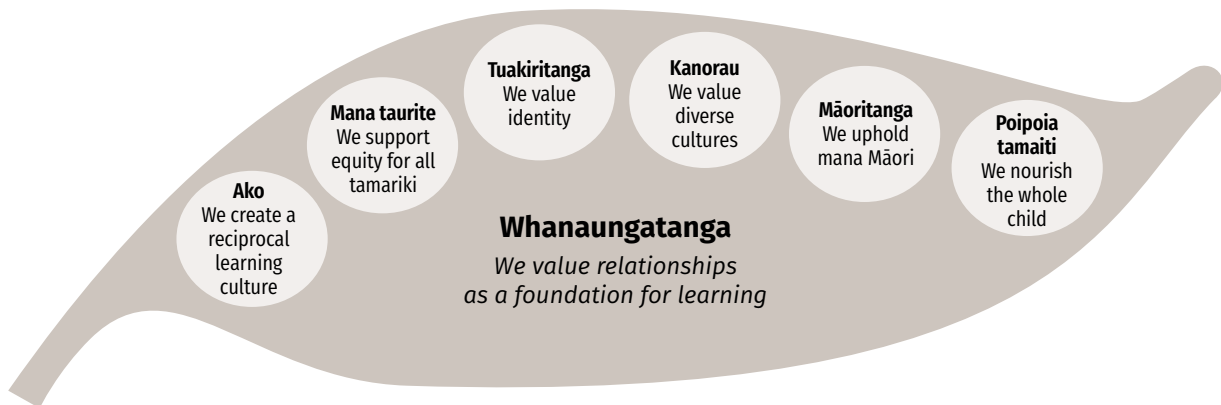 Ako
We create a
reciprocal
learning
culture
Mana taurite
We support
equity for all
tamariki
Tuakiritanga
We value
identity
Kanorau
We value
diverse
cultures
Māoritanga
We uphold
mana Māori
Poipoia
tamaiti
We nourish
the whole
child
Whanaungatanga
We value relationships
as a foundation for learning